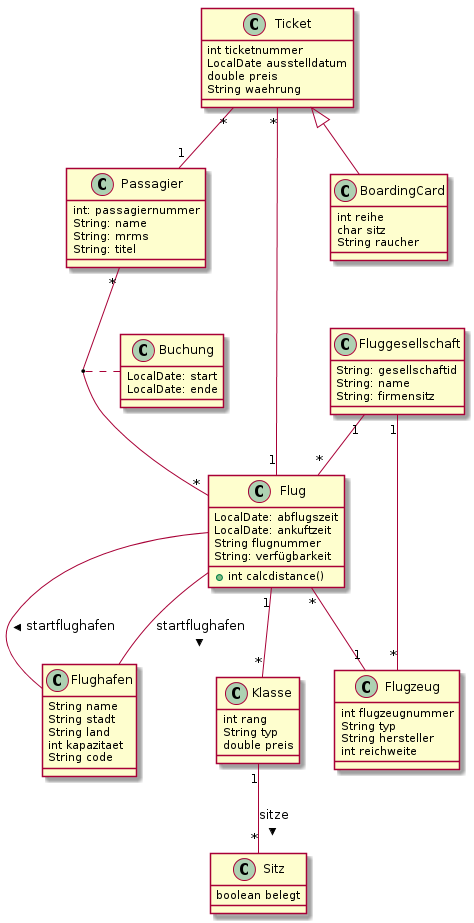 C Ticket
int ticketnummer
LocalDate ausstelldatum
double preis
String waehrung
* *
1
C Passagier
int: passagiernummer
String: name
String: mrms
String: titel
C BoardingCard
int reihe
char sitz
String raucher
*
C Buchung
LocalDate: start
LocalDate: ende
C Fluggesellschaft
String: gesellschaftid
String: name
String: firmensitz
1 1
1 *
*
C Flug
LocalDate: abflugszeit
LocalDate: ankuftzeit
String flugnummer
String: verfügbarkeit
int calcdistance()
1 *
◀ startflughafen
startflughafen
▼
* 1 *
C Flughafen
String name
String stadt
String land
int kapazitaet
String code
C Klasse
int rang
String typ
double preis
C Flugzeug
int flugzeugnummer
String typ
String hersteller
int reichweite
1
sitze
▼
*
C Sitz
boolean belegt